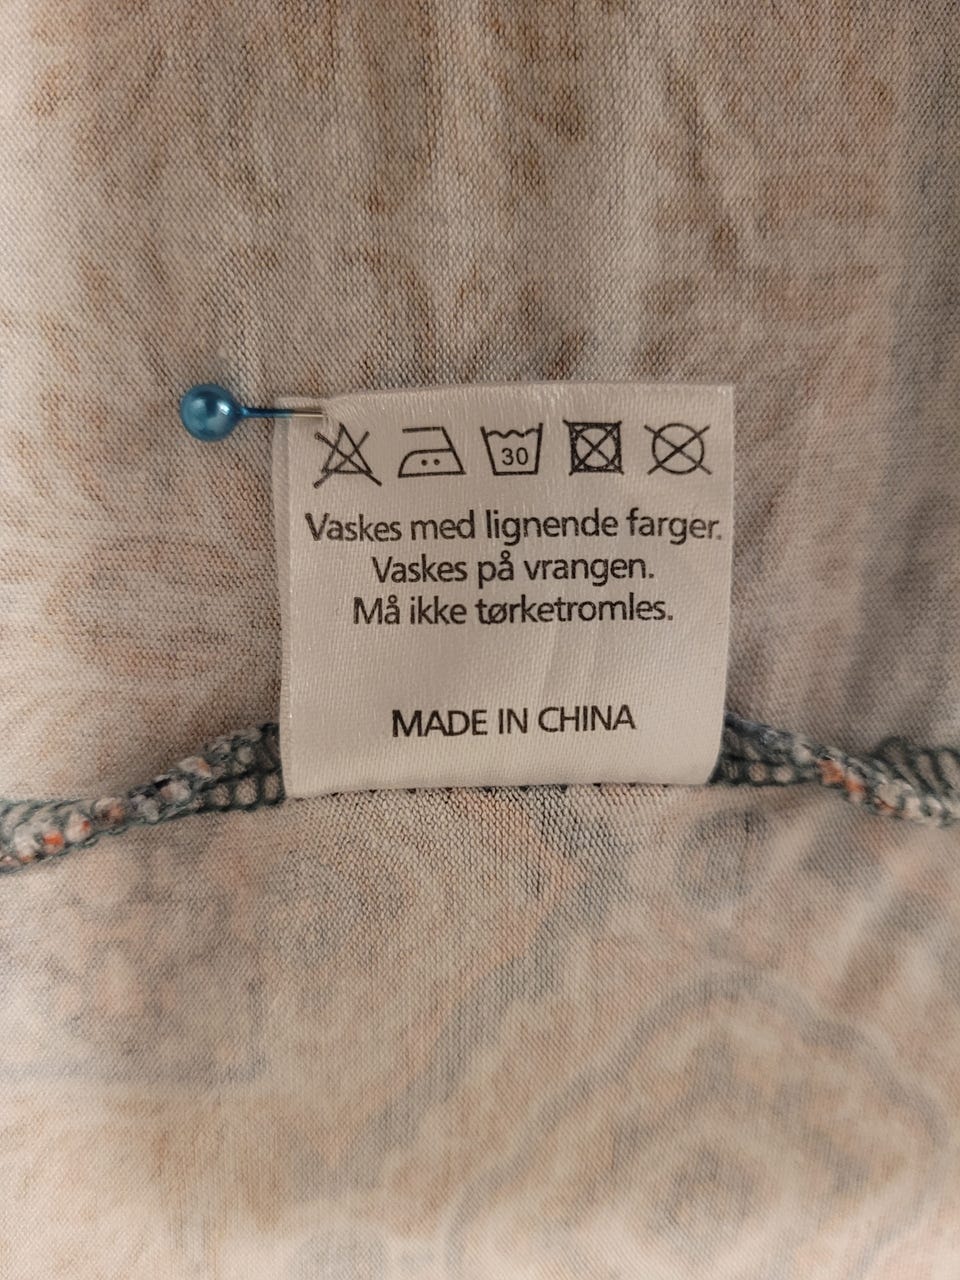 30
Vaskes med lignende farger.
Vaskes på vrangen.
Må ikke tørketromles.
MADE IN CHINA